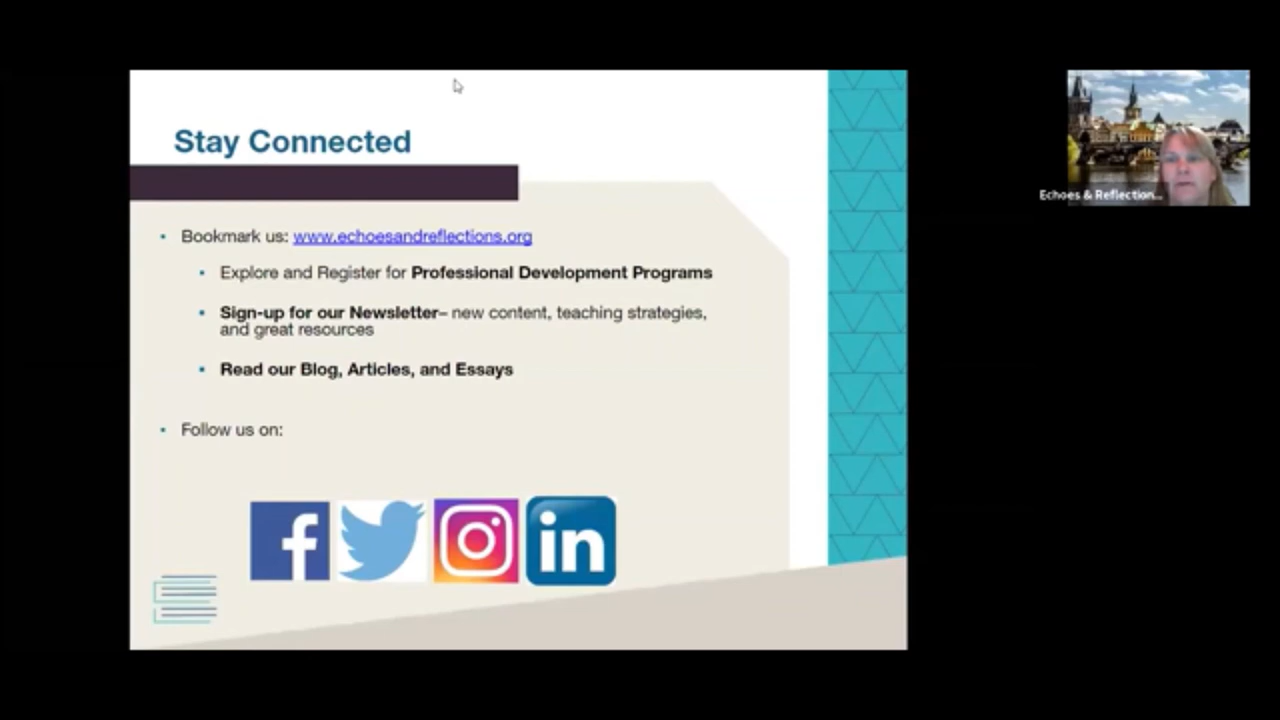 Stay Connected
Bookmark us: www.echoesandreflections.org
Explore and Register for Professional Development Programs
Sign-up for our Newsletter– new content, teaching strategies,
and great resources
Read our Blog, Articles, and Essays
Follow us on:
f
in
Echoes & Reflection...